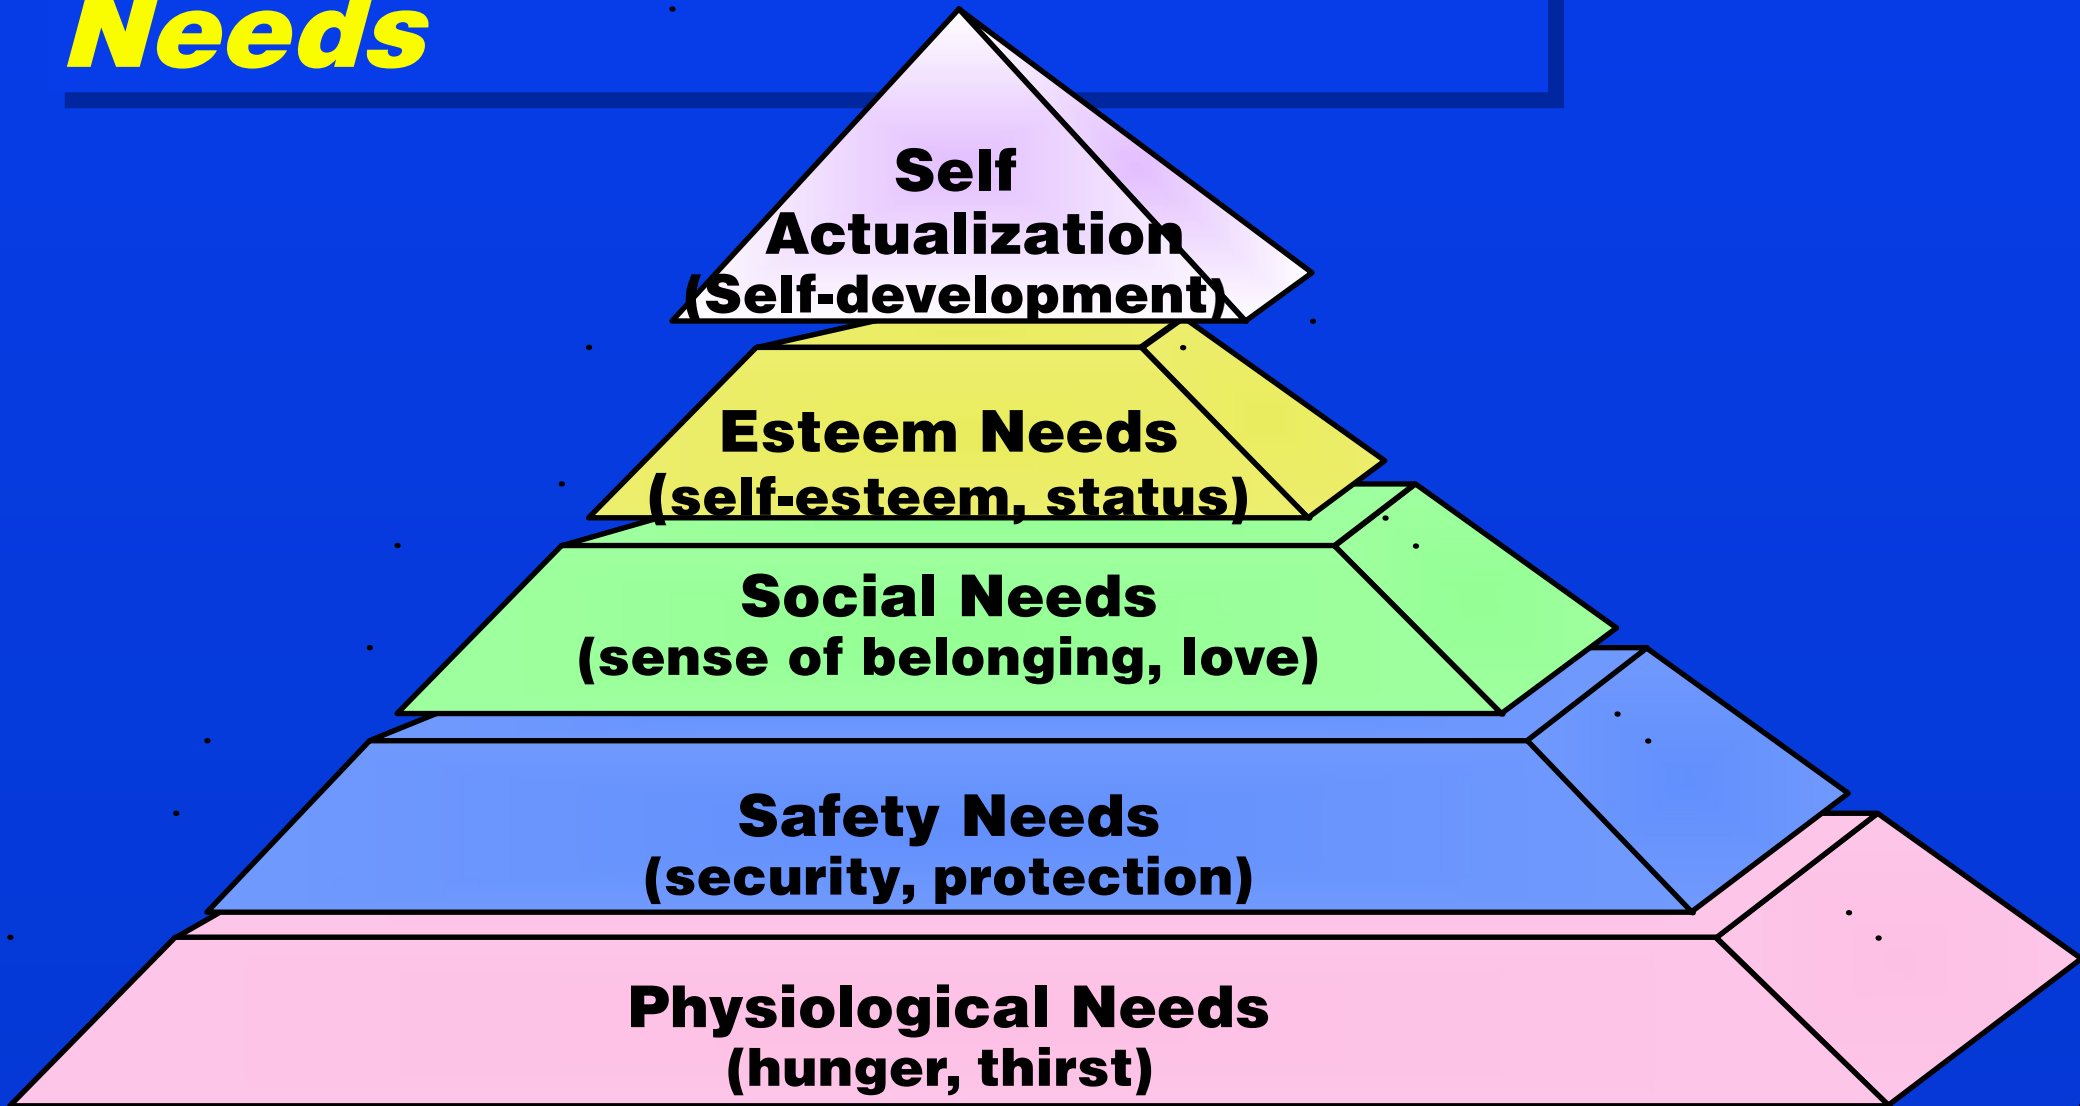 Needs
Self
Actualization
(Self-development)
Esteem Needs
(self-esteem, status)
Social Needs
(sense of belonging, love)
Safety Needs
(security, protection)
Physiological Needs
(hunger, thirst)